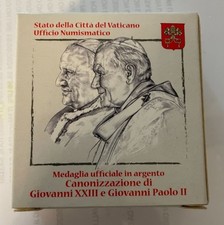 Stato della Città del Vaticano
Ufficio Numismatico
Medaglia ufficiale in argento
Canonizzazione di
Giovanni XXIII e Giovanni Paolo II